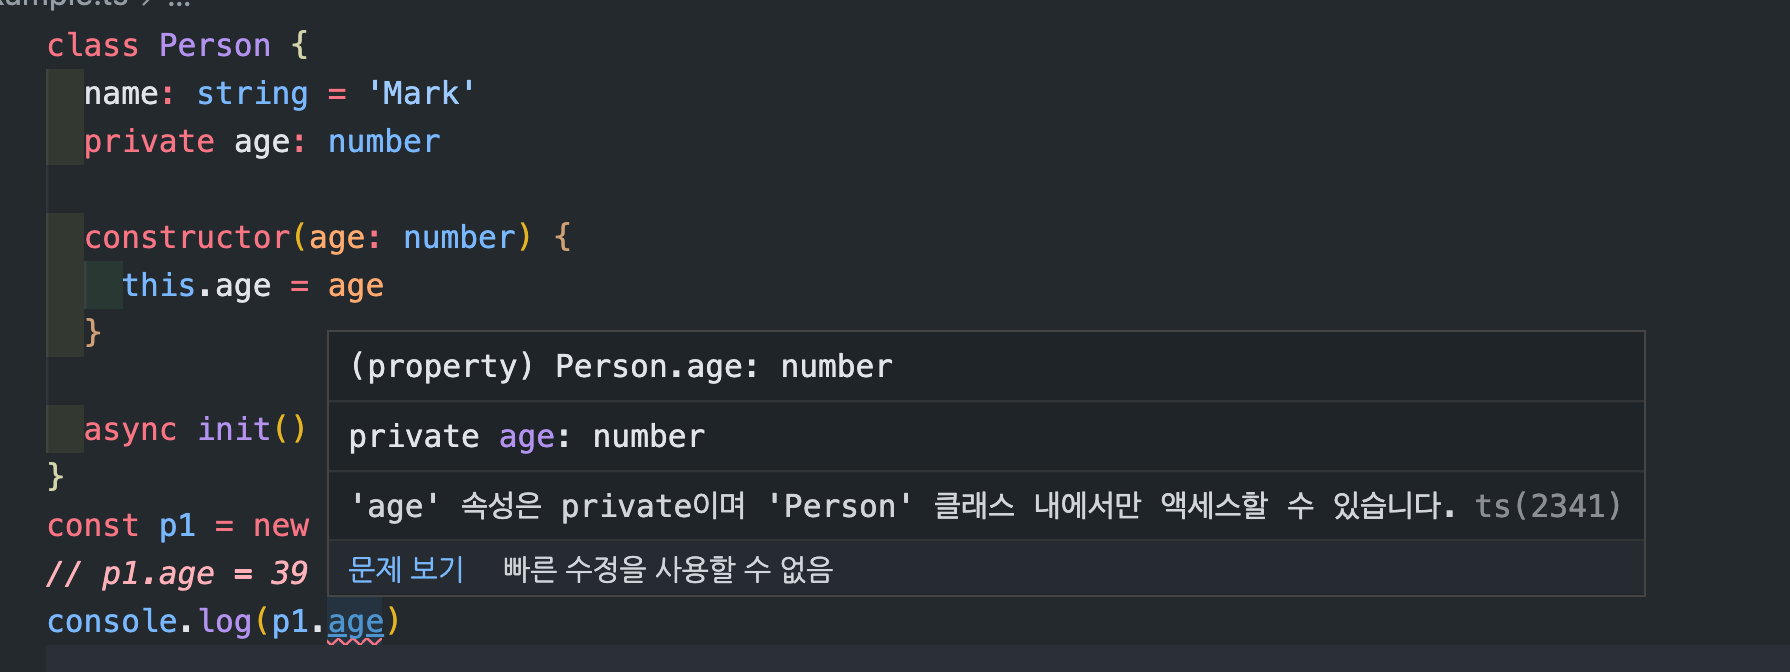 class Person {
name: string = 'Mark'
private age: number
constructor(age: number) {
this.age = age
}
(property) Person.age: number
private age: number
'age' 속성은 private이며 'Person' 클래스 내에서만 액세스할 수 있습니다. ts(2341)
문제 보기 빠른 수정을 사용할 수 없음
async init()
}
const p1 = new
// p1.age = 39
console.log(p1.age)